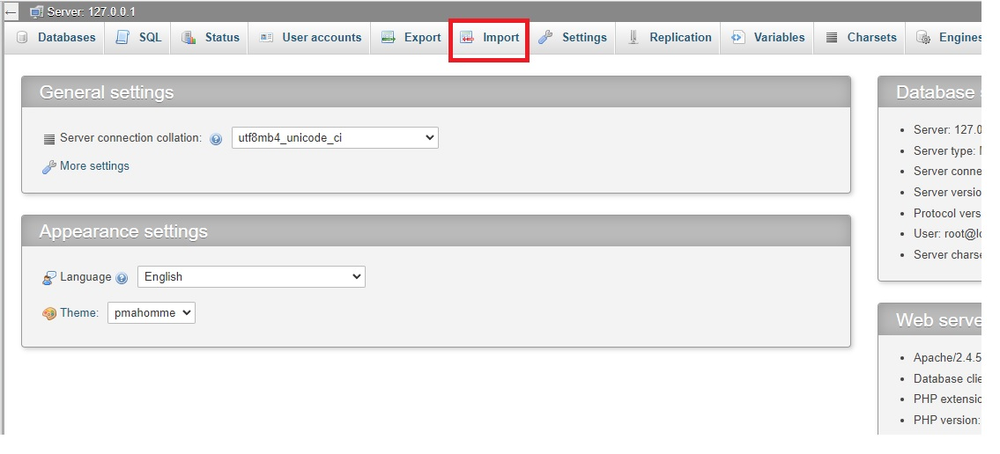 Server: 127.0.0.1
Databases SQL Status User accounts Export Import Settings Replication Variables Charsets Engines
General settings
Server connection collation: utf8mb4_unicode_ci
More settings
Appearance settings
Language English
Theme: pmahomme
Database
Server: 127.0
Server type:
Server conne
Server versio
Protocol vers
User: root@lo
Server charse
Web serve
Apache/2.4.5
Database clie
PHP extensio
PHP version: